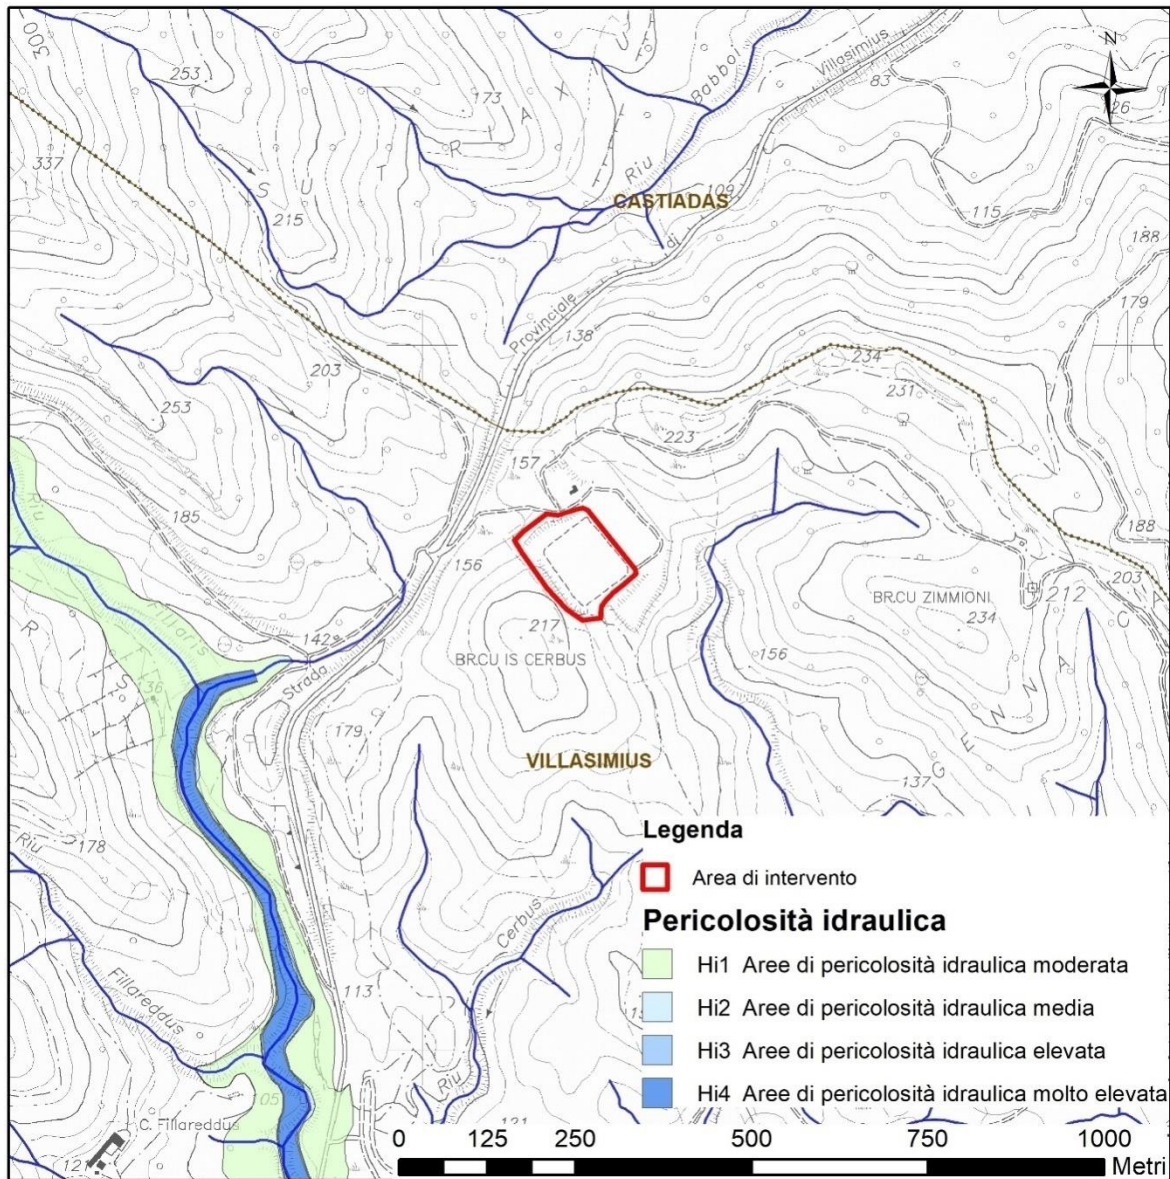 N
300
253
173
Babboi
Villasimius
83
26
337
S U T R I A X I
Riu
109
CASTIADAS
115
215
di
188
Provinciale
138
179
203
234
231
253
223
157
Riu
185
156
188
203
212
BR.CU ZIMMIONI
234
217
BR.CU IS CERBUS
156
142
Strada
136
179
VILLASIMIUS
G E N N A
137
Riu
178
Cerbus
Fillareddus
113
Riu
121
105
C. Fillareddus
121
Legenda
Area di intervento
Pericolosità idraulica
Hi1 Aree di pericolosità idraulica moderata
Hi2 Aree di pericolosità idraulica media
Hi3 Aree di pericolosità idraulica elevata
Hi4 Aree di pericolosità idraulica molto elevata
0 125 250 500 750 1000
Metri